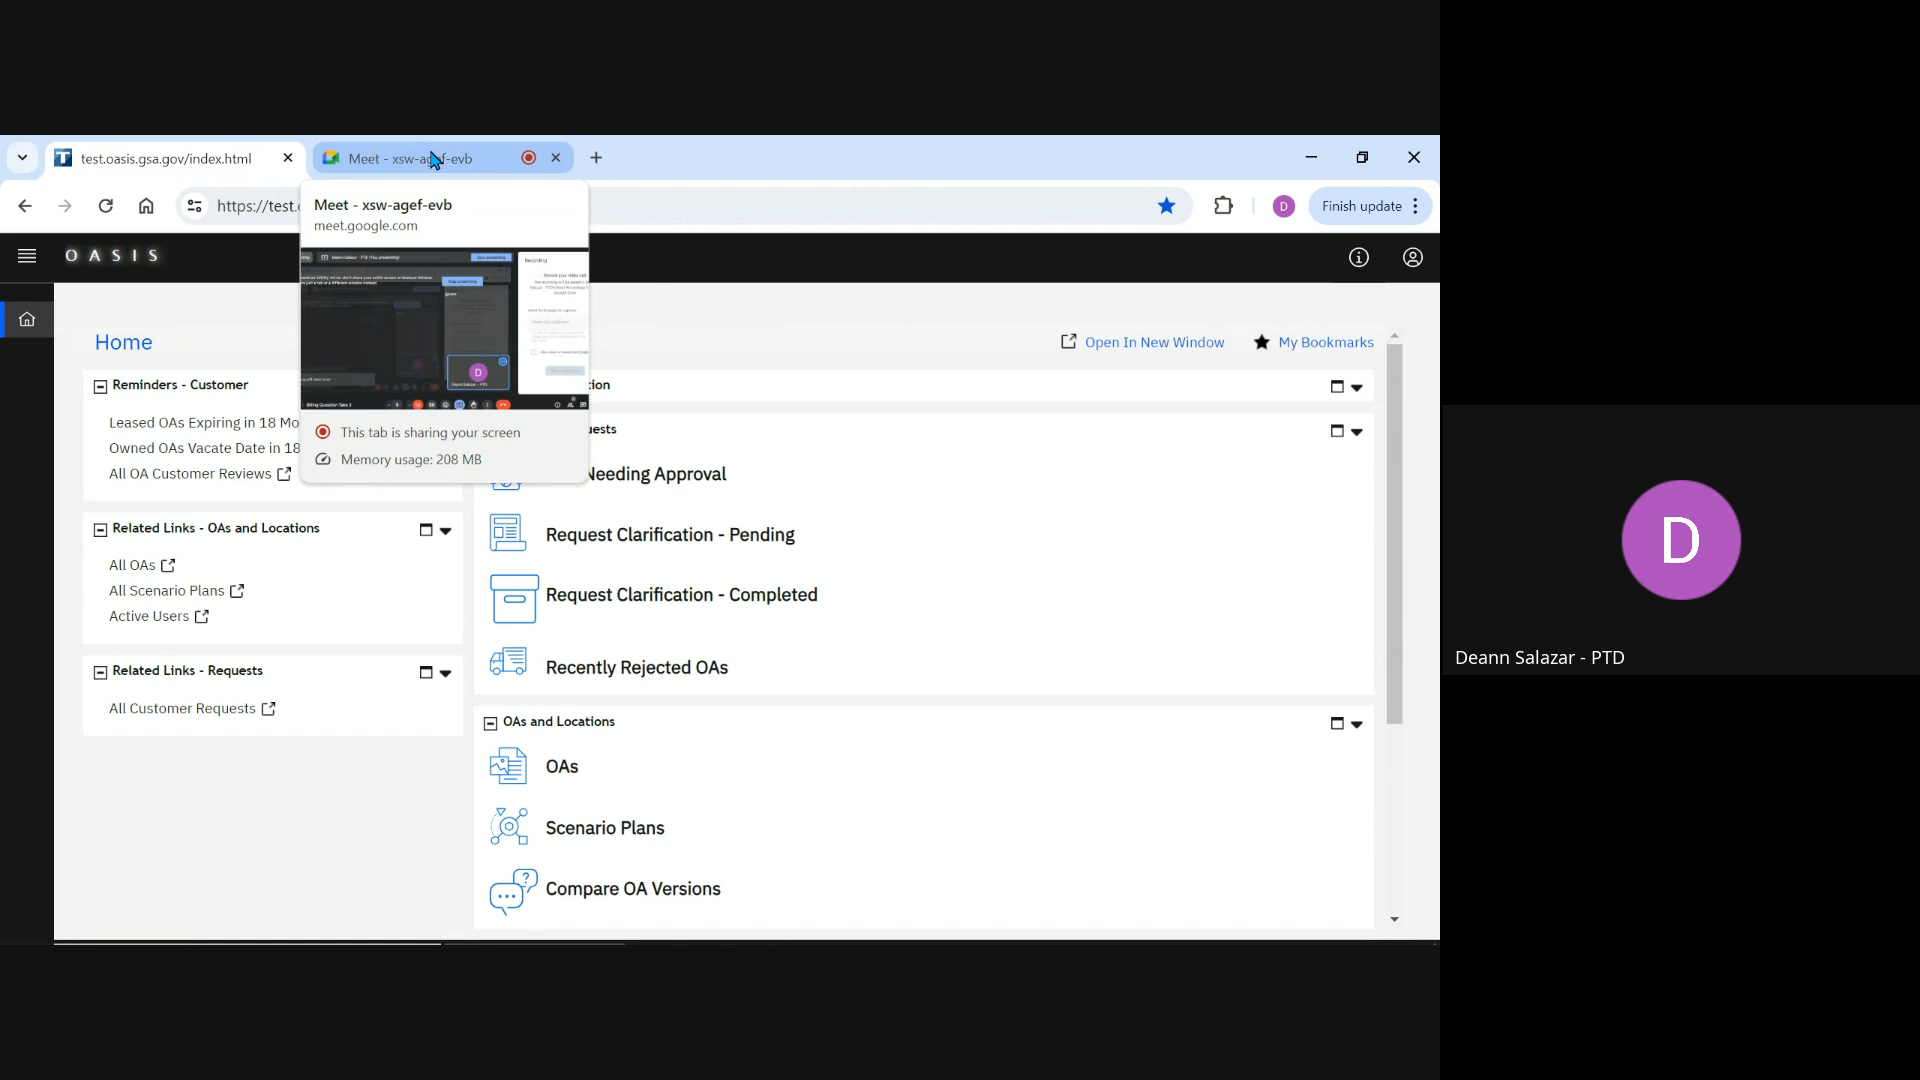 test.oasis.gsa.gov/index.html
Meet - xsw-agef-evb
https://test.
Finish update
D
Meet - xsw-agef-evb
meet.google.com
This tab is sharing your screen
Memory usage: 208 MB
OASIS
Home
Open In New Window
My Bookmarks
Reminders - Customer
Leased OAs Expiring in 18 Mo
Owned OAs Vacate Date in 18
All OA Customer Reviews
Related Links - OAs and Locations
All OAs
All Scenario Plans
Active Users
Related Links - Requests
All Customer Requests
Needing Approval
Request Clarification - Pending
Request Clarification - Completed
Recently Rejected OAs
OAs and Locations
OAs
Scenario Plans
Compare OA Versions
D
Deann Salazar - PTD